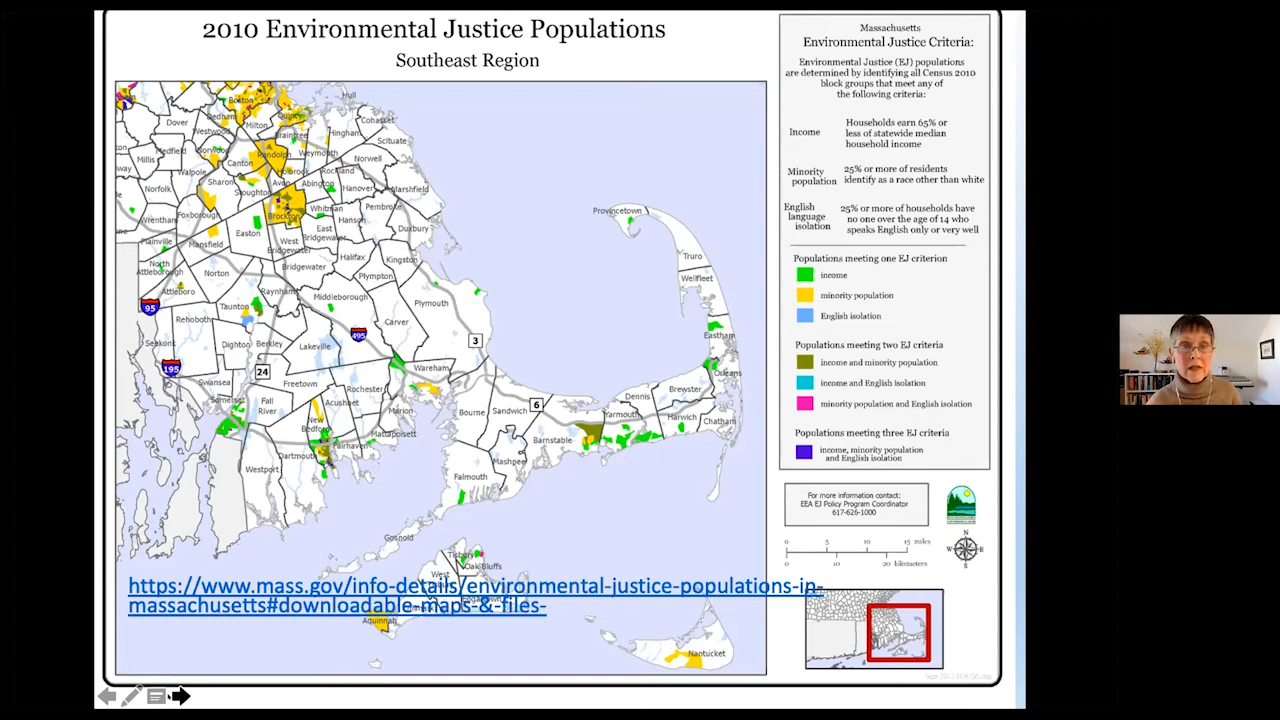 2010 Environmental Justice Populations
Southeast Region
Massachusetts
Environmental Justice Criteria:
Environmental Justice (EJ) populations
are determined by identifying all Census 2010
block groups that meet any of
the following criteria:
Income
Households earn 65% or
less of statewide median
household income
Minority
population
25% or more of residents
identify as a race other than white
English
language
isolation
25% or more of households have
no one over the age of 14 who
speaks English only or very well
Populations meeting one EJ criterion
income
minority population
English isolation
Populations meeting two EJ criteria
income and minority population
income and English isolation
minority population and English isolation
Populations meeting three EJ criteria
income, minority population
and English isolation
For more information contact:
EEA EJ Policy Program Coordinator
617-626-1000
0 5 10 15 miles
0 10 20 kilometers
N
W E
S
Boston
Hull
Dover
Dedham
Milton
Quincy
Cohasset
Westwood
Braintree
Hingham
Scituate
Millis
Medfield
Norwood
Canton
Randolph
Weymouth
Norwell
Walpole
Holbrook
Rockland
Norfolk
Sharon
Avon
Abington
Hanover
Marshfield
Stoughton
Wrentham
Foxborough
Brockton
Whitman
Pembroke
Hanson
Duxbury
Plainville
Mansfield
Easton
West
Bridgewater
East
Bridgewater
Halifax
Kingston
North
Attleborough
Norton
Bridgewater
Plympton
Attleboro
Raynham
Middleborough
Plymouth
95
Taunton
Rehoboth
Carver
495
3
Seekonk
Dighton
Berkley
Lakeville
195
24
Wareham
Swansea
Freetown
Rochester
Somerset
Fall
River
Acushnet
Marion
New
Bedford
Mattapoisett
Fairhaven
Dartmouth
Westport
Provincetown
Truro
Wellfleet
Eastham
Orleans
Brewster
Dennis
Bourne
Sandwich
6
Yarmouth
Harwich
Chatham
Barnstable
Mashpee
Falmouth
Gosnold
Tisbury
Oak Bluffs
West
Aquinnah
Nantucket
https://www.mass.gov/info-details/environmental-justice-populations-in-
massachusetts#downloadable-maps-&-files-